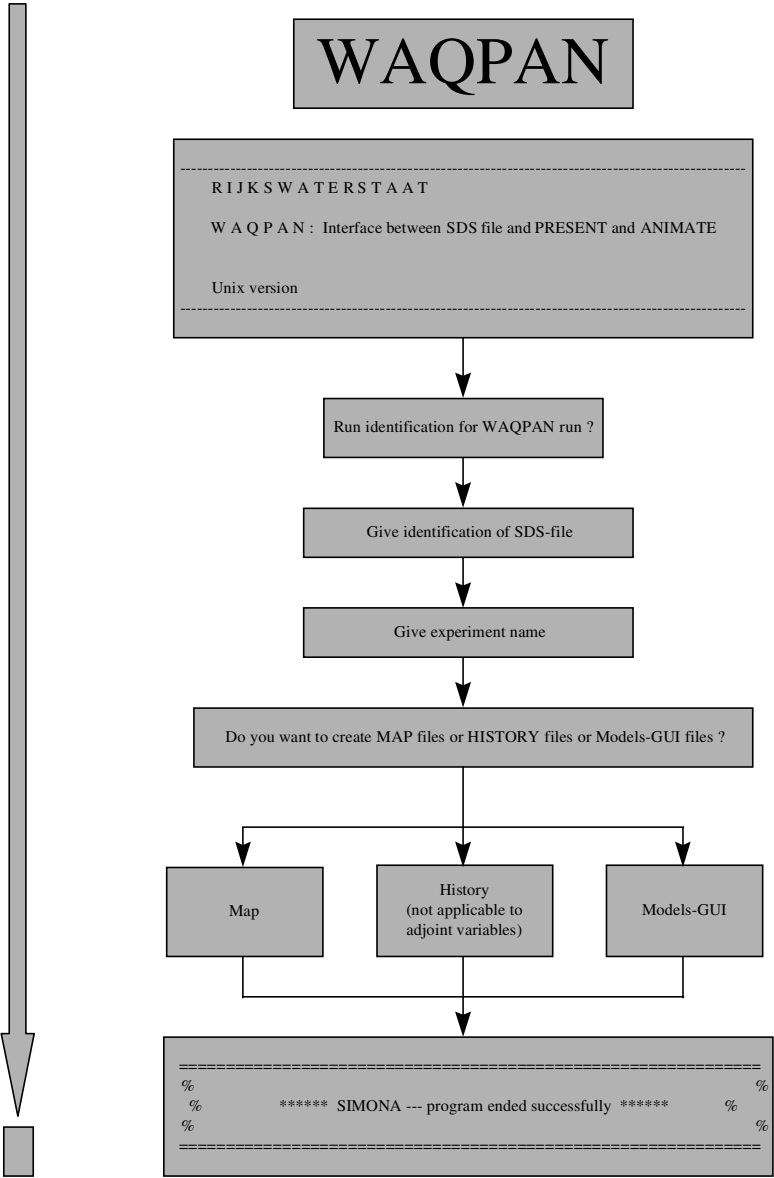 WAQPAN
----------------------------------------------------------------
R I J K S W A T E R S T A A T
W A Q P A N : Interface between SDS file and PRESENT and ANIMATE
Unix version
----------------------------------------------------------------
Run identification for WAQPAN run ?
Give identification of SDS-file
Give experiment name
Do you want to create MAP files or HISTORY files or Models-GUI files ?
Map
History
(not applicable to
adjoint variables)
Models-GUI
================================================================
% %
% ****** SIMONA --- program ended successfully ****** %
% %
================================================================